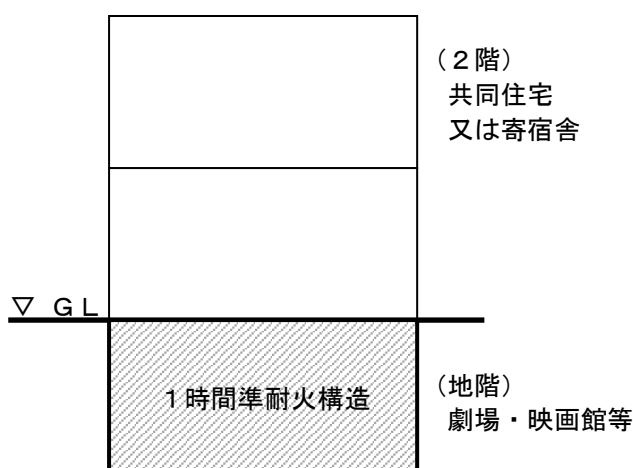 （２階）
共同住宅
又は寄宿舎
▽ ＧＬ
１時間準耐火構造
（地階）
劇場・映画館等